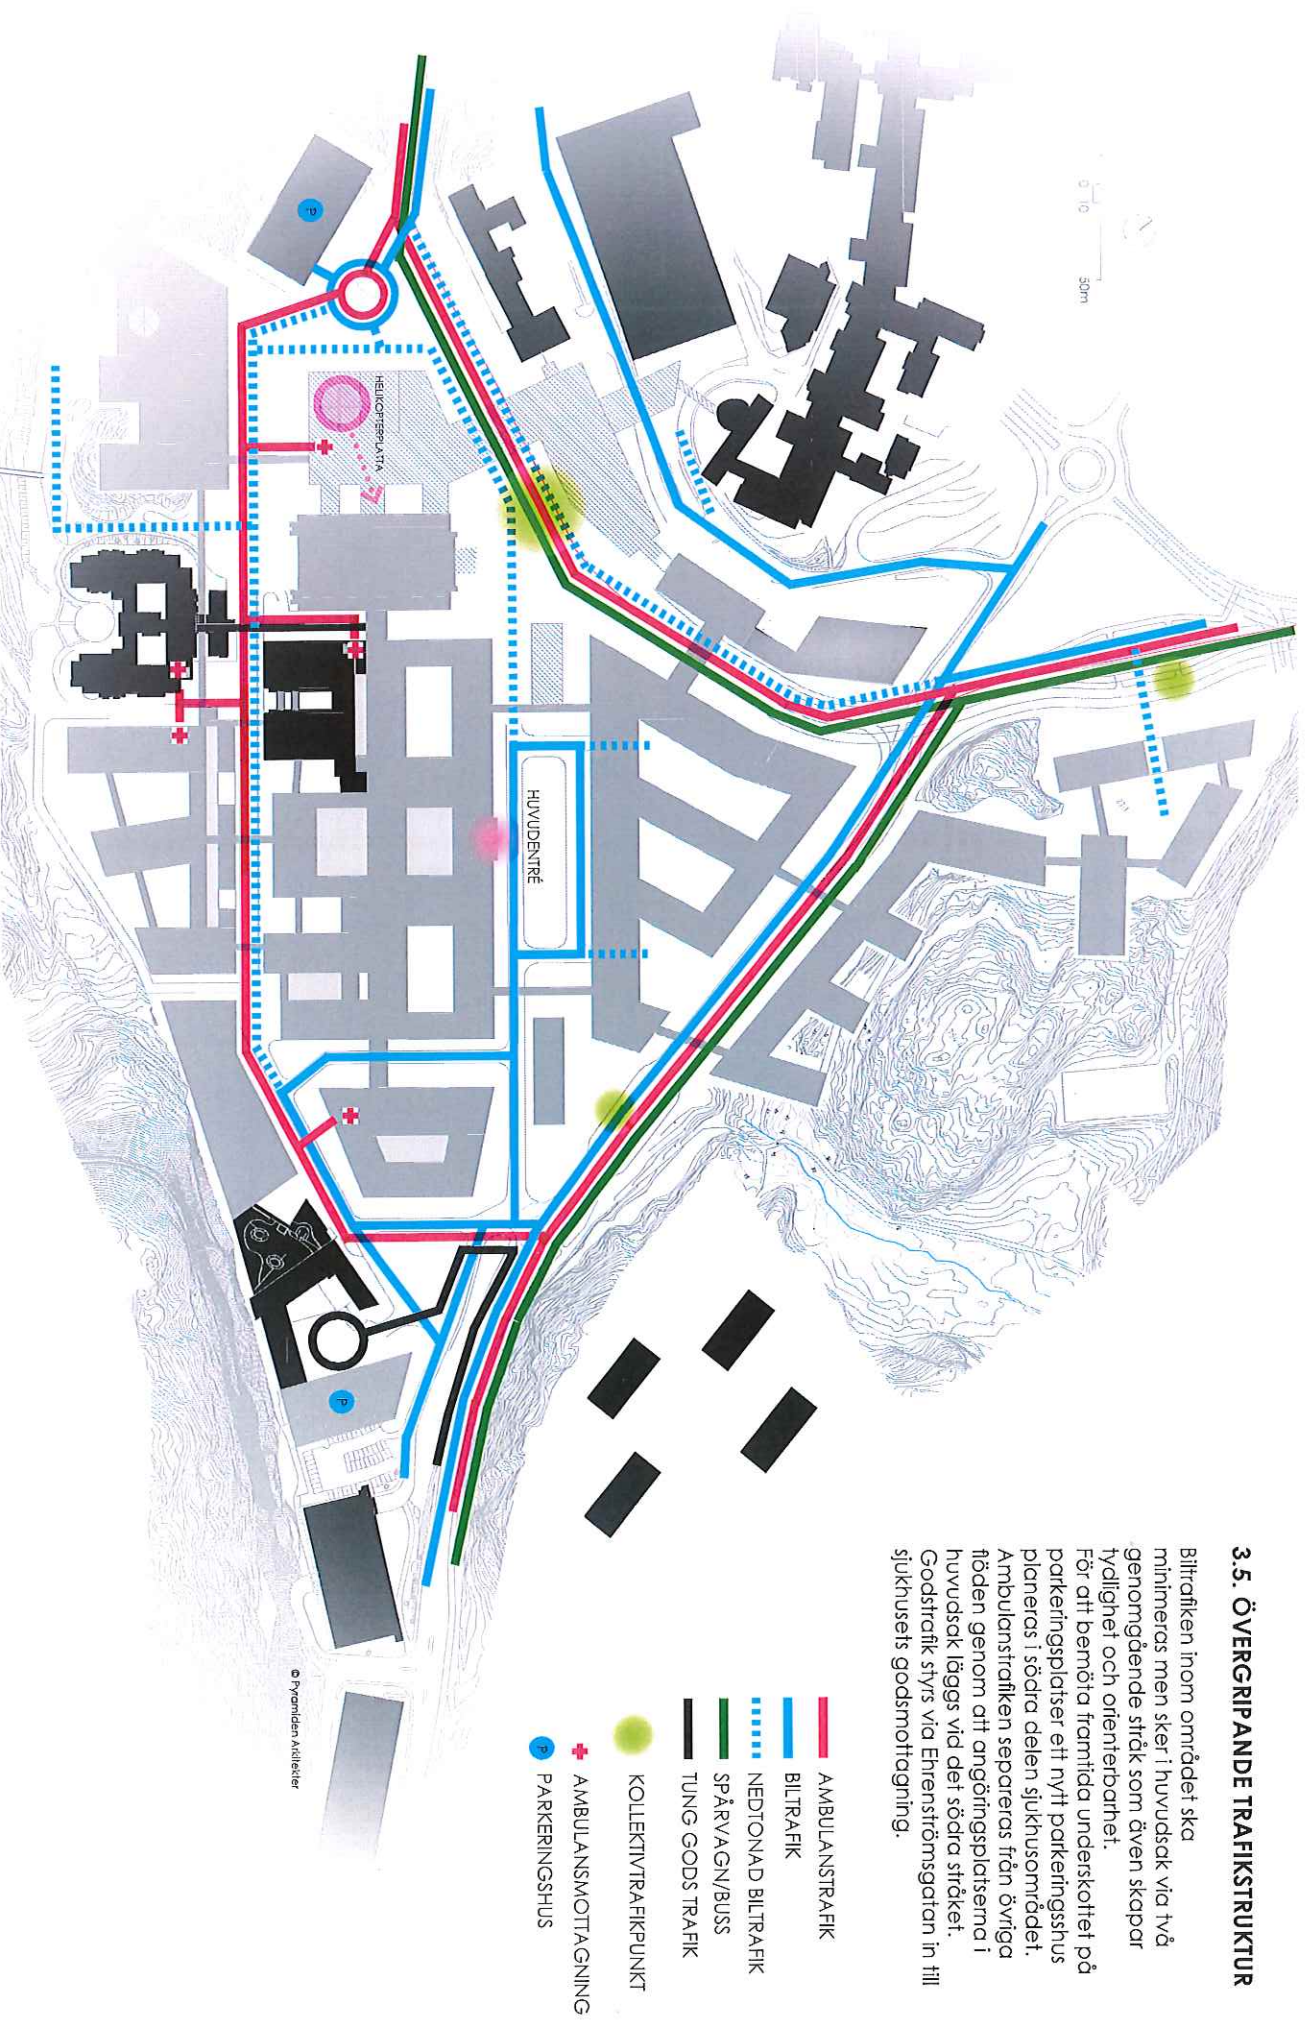 3.5. ÖVERGRIPANDE TRAFIKSTRUKTUR
Biltrafiken inom området ska
minimeras men sker i huvudsak via två
genomgående stråk som även skapar
tydlighet och orienterbarhet.
För att bemöta framtida underskottet på
parkeringsplatser ett nytt parkeringsshus
planeras i södra delen sjukhusområdet.
Ambulanstrafiken separeras från övriga
flöden genom att angöringsplatserna i
huvudsak läggs vid det södra stråket.
Godstrafik styrs via Ehrenströmsgatan in till
sjukhusets godsmottagning.
AMBULANSTRAFIK
BILTRAFIK
NEDTONAD BILTRAFIK
SPÅRVAGN/BUSS
TUNG GODS TRAFIK
KOLLEKTIVTRAFIKPUNKT
AMBULANSMOTTAGNING
P PARKERINGSHUS
HUVUDENTRÉ
HELIKOPTERPLATTA
P
P
0 10 50m
© Pyramiden Arkitekter